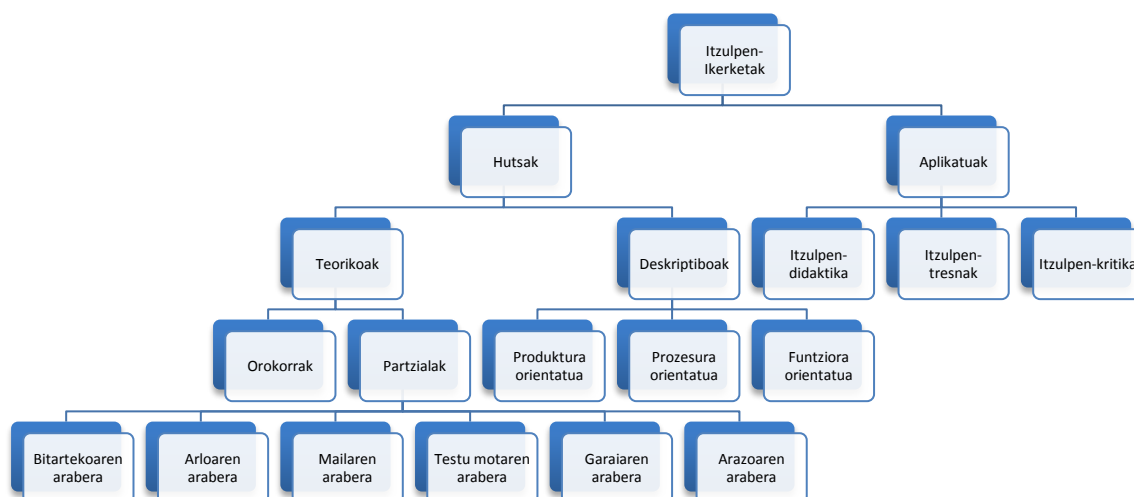 Itzulpen-
Ikerketak
Hutsak
Aplikatuak
Teorikoak
Deskriptiboak
Itzulpen-
didaktika
Itzulpen-
tresnak
Itzulpen-kritika
Orokorrak
Partzialak
Produktura
orientatua
Prozesura
orientatua
Funtziora
orientatua
Bitartekoaren
arabera
Arloaren
arabera
Mailaren
arabera
Testu motaren
arabera
Garaiaren
arabera
Arazoaren
arabera